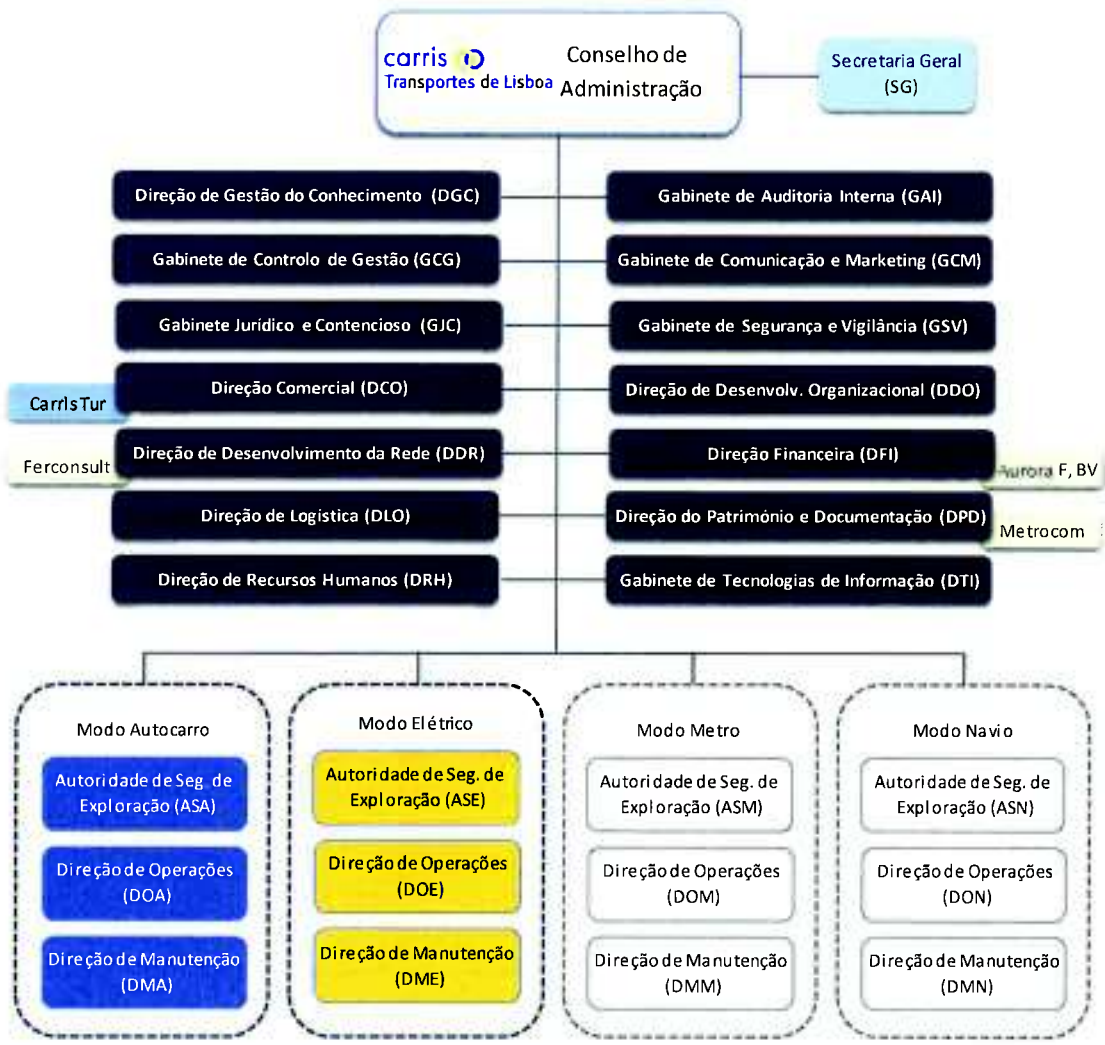 carris
Transportes de Lisboa
Conselho de
Administração
Secretaria Geral
(SG)
Direção de Gestão do Conhecimento (DGC)
Gabinete de Auditoria Interna (GAI)
Gabinete de Controlo de Gestão (GCG)
Gabinete de Comunicação e Marketing (GCM)
Gabinete Jurídico e Contencioso (GJC)
Gabinete de Segurança e Vigilância (GSV)
Direção Comercial (DCO)
Direção de Desenvolv. Organizacional (DDO)
CarrisTur
Direção de Desenvolvimento da Rede (DDR)
Direção Financeira (DFI)
Ferconsult
Aurora F, BV
Direção de Logística (DLO)
Direção do Património e Documentação (DPD)
Metrocom
Direção de Recursos Humanos (DRH)
Gabinete de Tecnologias de Informação (DTI)
Modo Autocarro
Autoridade de Seg. de
Exploração (ASA)
Direção de Operações
(DOA)
Direção de Manutenção
(DMA)
Modo Elétrico
Autoridade de Seg. de
Exploração (ASE)
Direção de Operações
(DOE)
Direção de Manutenção
(DME)
Modo Metro
Autoridade de Seg. de
Exploração (ASM)
Direção de Operações
(DOM)
Direção de Manutenção
(DMM)
Modo Navio
Autoridade de Seg. de
Exploração (ASN)
Direção de Operações
(DON)
Direção de Manutenção
(DMN)